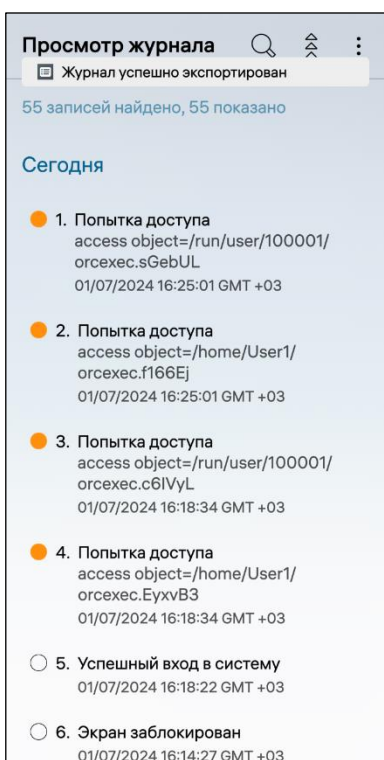 Просмотр журнала
Журнал успешно экспортирован
55 записей найдено, 55 показано
Сегодня
1. Попытка доступа
access object=/run/user/100001/
orcexec.sGebUL
01/07/2024 16:25:01 GMT +03
2. Попытка доступа
access object=/home/User1/
orcexec.f166Ej
01/07/2024 16:25:01 GMT +03
3. Попытка доступа
access object=/run/user/100001/
orcexec.c6IVyL
01/07/2024 16:18:34 GMT +03
4. Попытка доступа
access object=/home/User1/
orcexec.EyxvB3
01/07/2024 16:18:34 GMT +03
5. Успешный вход в систему
01/07/2024 16:18:22 GMT +03
6. Экран заблокирован
01/07/2024 16:14:27 GMT +03